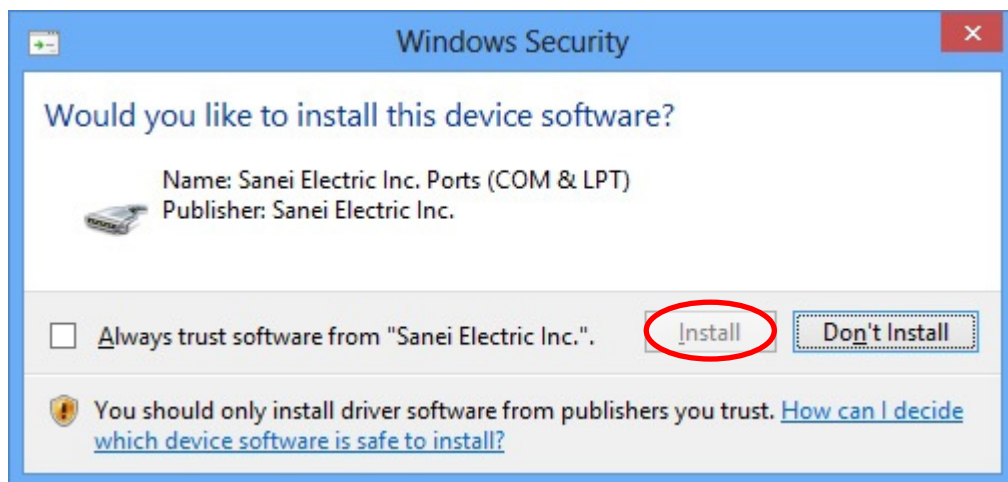 Windows Security
Would you like to install this device software?
Name: Sanei Electric Inc. Ports (COM & LPT)
Publisher: Sanei Electric Inc.
Always trust software from "Sanei Electric Inc.".
Install
Don't Install
You should only install driver software from publishers you trust. How can I decide
which device software is safe to install?